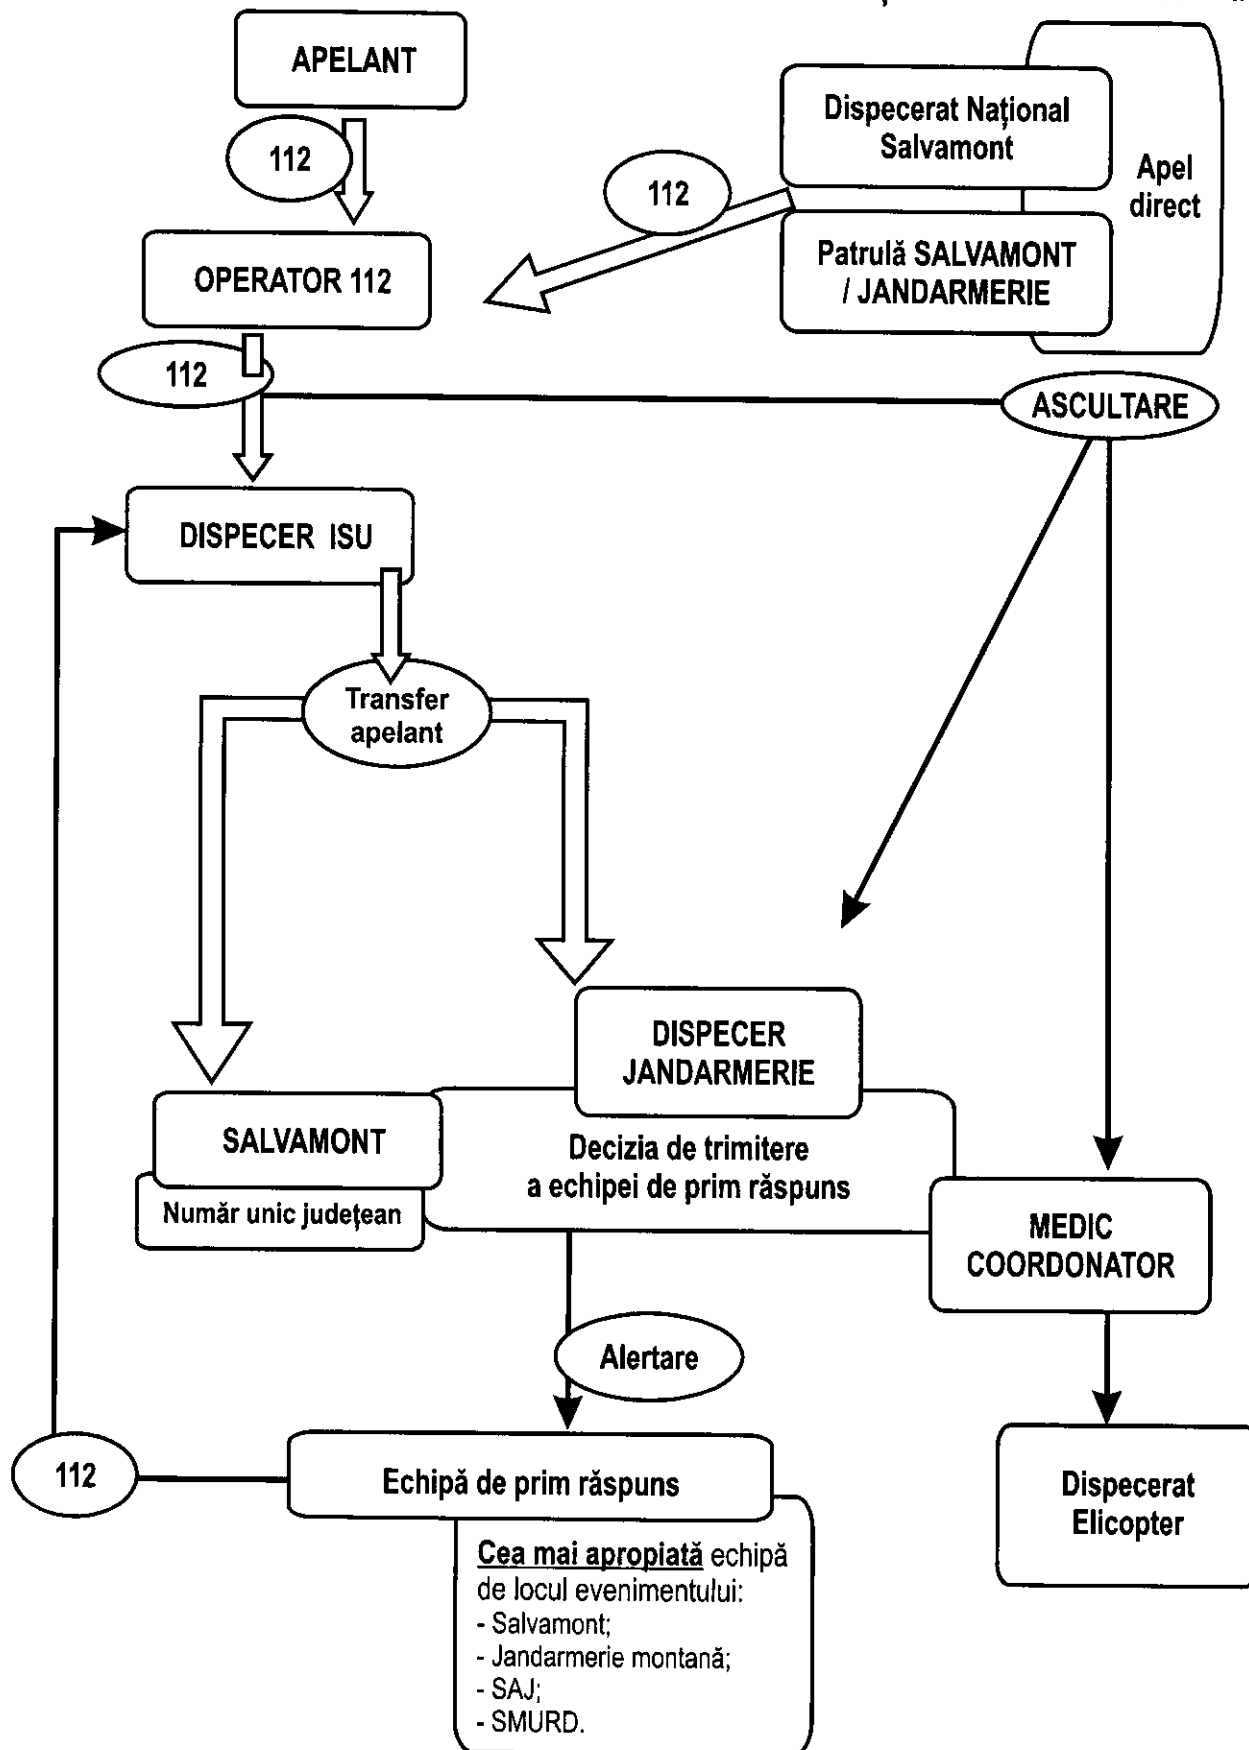 APELANT
112
Dispecerat Național
Salvamont
Apel
direct
112
Patrulă SALVAMONT
/ JANDARMERIE
OPERATOR 112
112
ASCULTARE
DISPECER ISU
Transfer
apelant
DISPECER
JANDARMERIE
SALVAMONT
Număr unic județean
Decizia de trimitere
a echipei de prim răspuns
MEDIC
COORDONATOR
Alertare
112
Echipă de prim răspuns
Dispecerat
Elicopter
Cea mai apropiată echipă
de locul evenimentului:
- Salvamont;
- Jandarmerie montană;
- SAJ;
- SMURD.